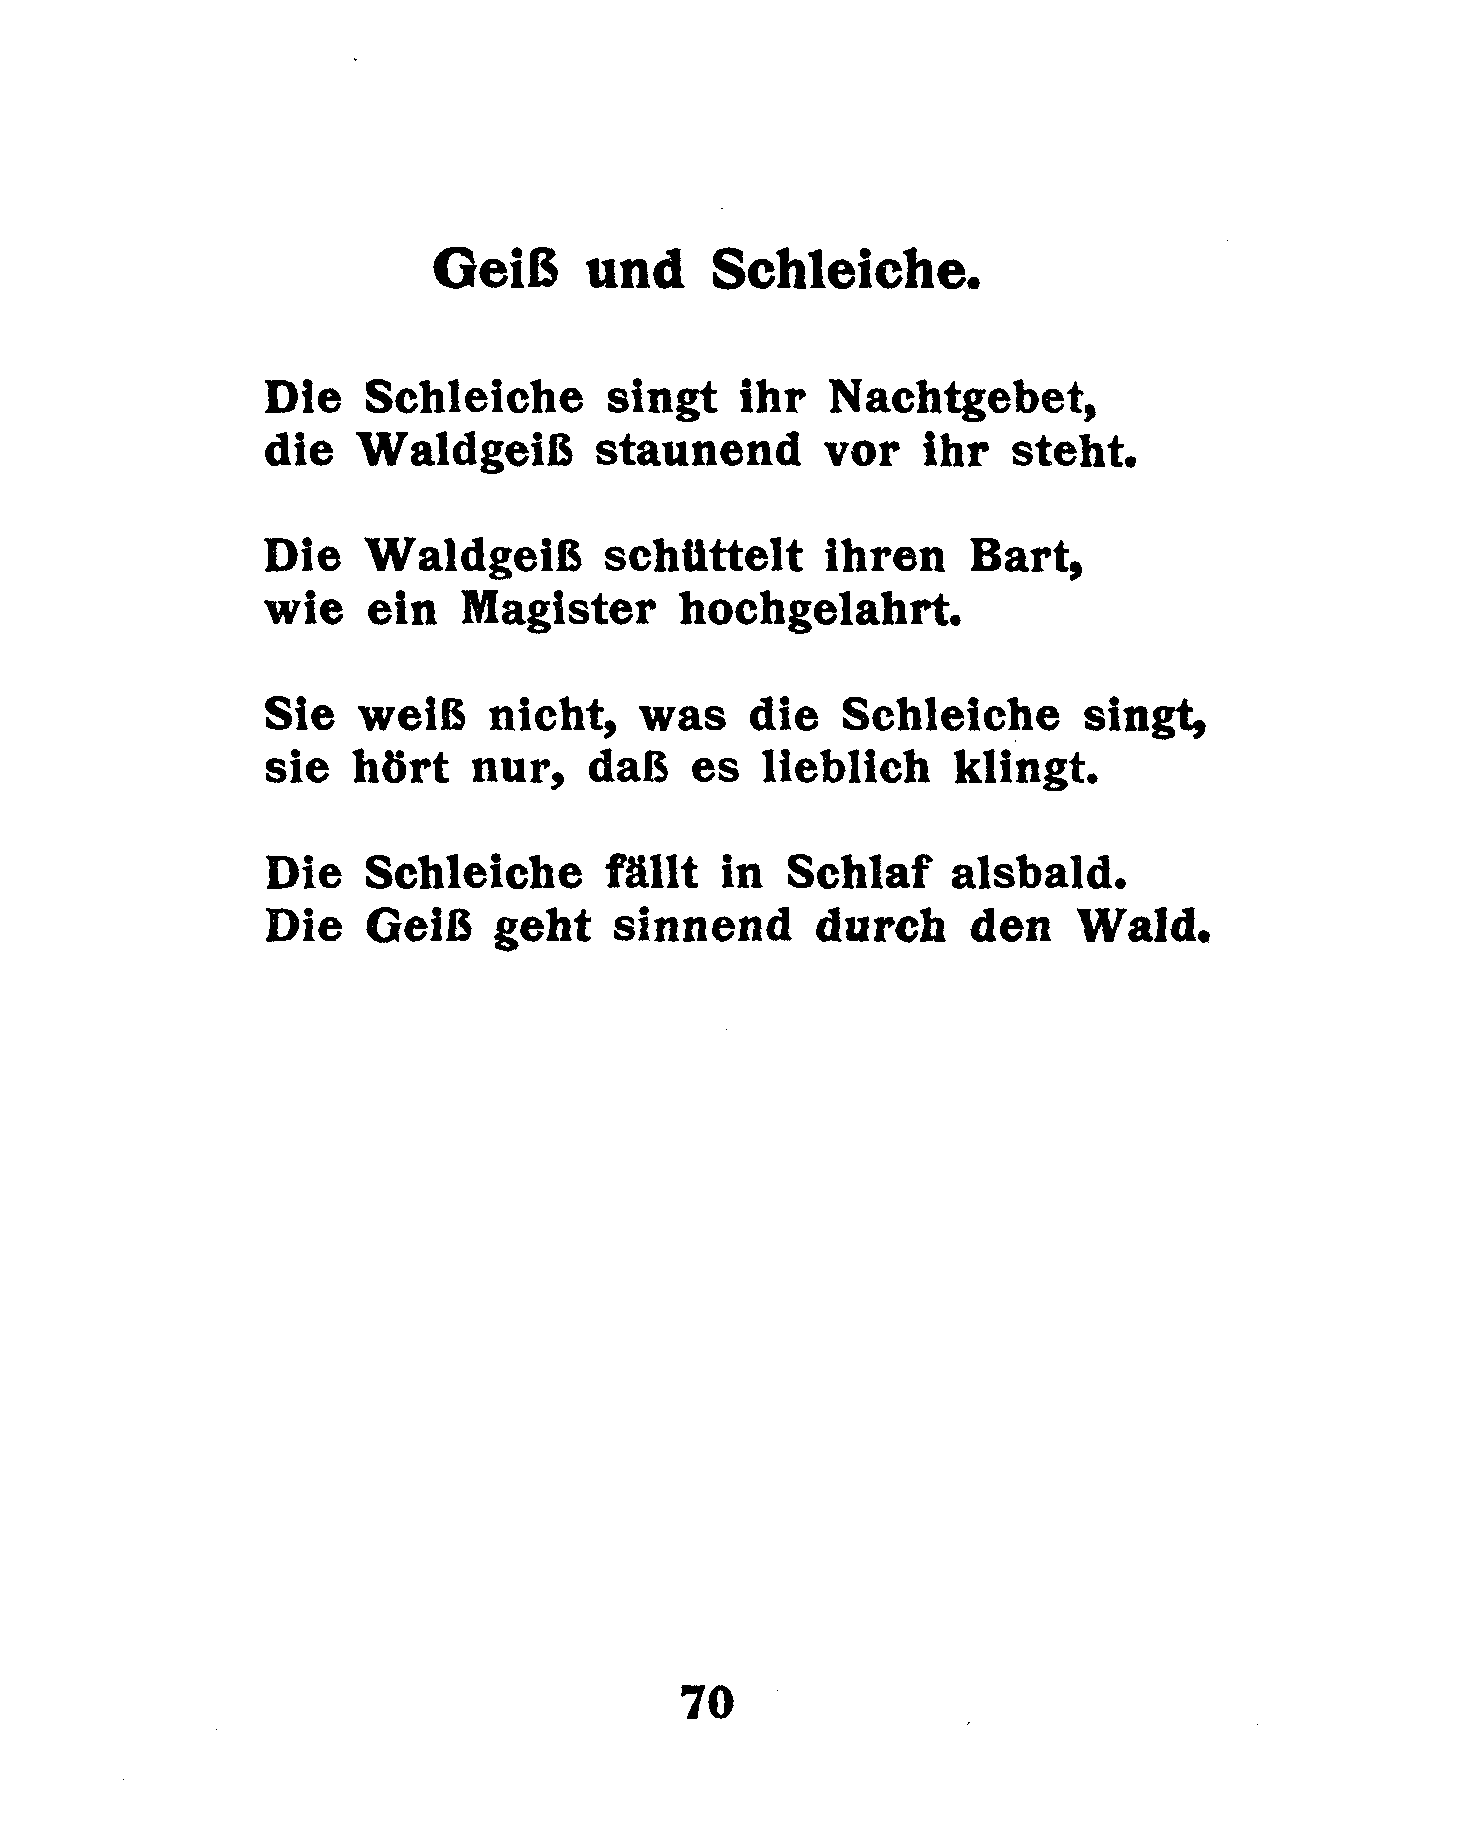 Geiß und Schleiche.
Die Schleiche singt ihr Nachtgebet,
die Waldgeiß staunend vor ihr steht.
Die Waldgeiß schüttelt ihren Bart,
wie ein Magister hochgelahrt.
Sie weiß nicht, was die Schleiche singt,
sie hört nur, daß es lieblich klingt.
Die Schleiche fällt in Schlaf alsbald.
Die Geiß geht sinnend durch den Wald.
70